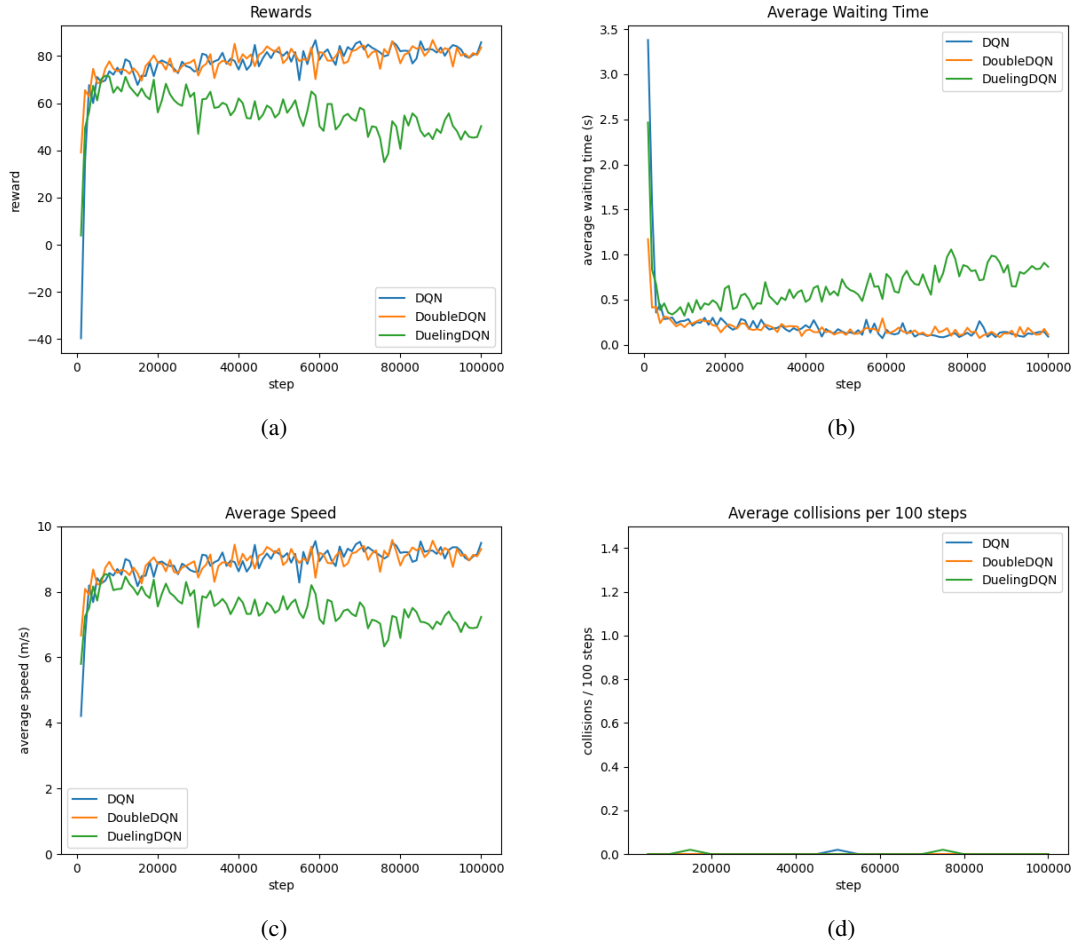 Rewards
reward
80
60
40
20
0
−20
−40
DQN
DoubleDQN
DuelingDQN
0 20000 40000 60000 80000 100000
step
(a)
Average Waiting Time
average waiting time (s)
3.5
3.0
2.5
2.0
1.5
1.0
0.5
0.0
DQN
DoubleDQN
DuelingDQN
0 20000 40000 60000 80000 100000
step
(b)
Average Speed
average speed (m/s)
10
8
6
4
2
0
DQN
DoubleDQN
DuelingDQN
0 20000 40000 60000 80000 100000
step
(c)
Average collisions per 100 steps
collisions / 100 steps
1.4
1.2
1.0
0.8
0.6
0.4
0.2
0.0
DQN
DoubleDQN
DuelingDQN
20000 40000 60000 80000 100000
step
(d)